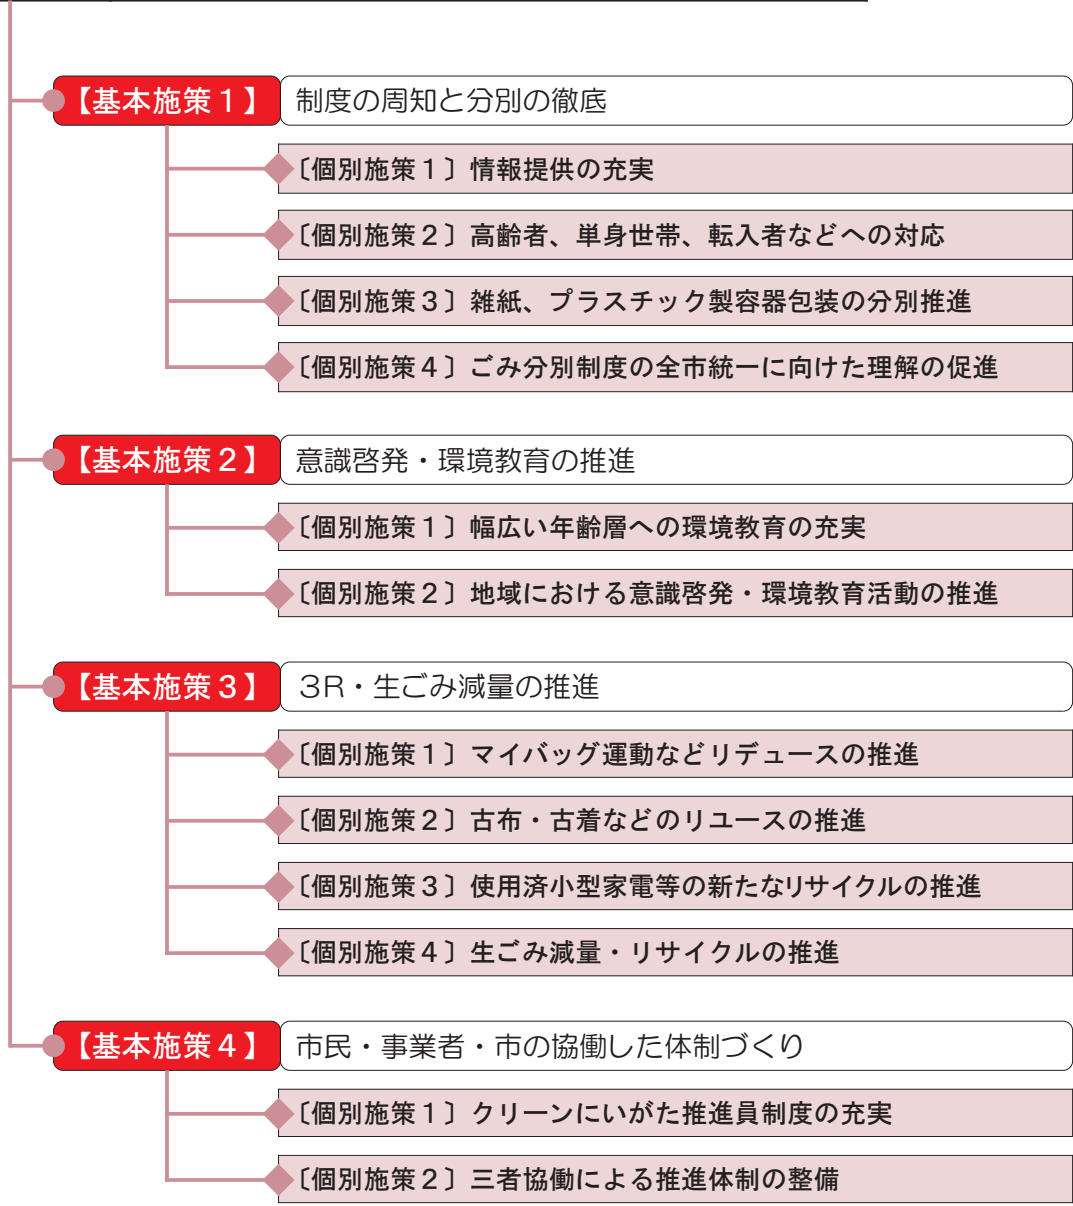 【基本施策１】 制度の周知と分別の徹底
〔個別施策１〕情報提供の充実
〔個別施策２〕高齢者、単身世帯、転入者などへの対応
〔個別施策３〕雑紙、プラスチック製容器包装の分別推進
〔個別施策４〕ごみ分別制度の全市統一に向けた理解の促進
【基本施策２】 意識啓発・環境教育の推進
〔個別施策１〕幅広い年齢層への環境教育の充実
〔個別施策２〕地域における意識啓発・環境教育活動の推進
【基本施策３】 ３Ｒ・生ごみ減量の推進
〔個別施策１〕マイバッグ運動などリデュースの推進
〔個別施策２〕古布・古着などのリユースの推進
〔個別施策３〕使用済小型家電等の新たなリサイクルの推進
〔個別施策４〕生ごみ減量・リサイクルの推進
【基本施策４】 市民・事業者・市の協働した体制づくり
〔個別施策１〕クリーンにいがた推進員制度の充実
〔個別施策２〕三者協働による推進体制の整備